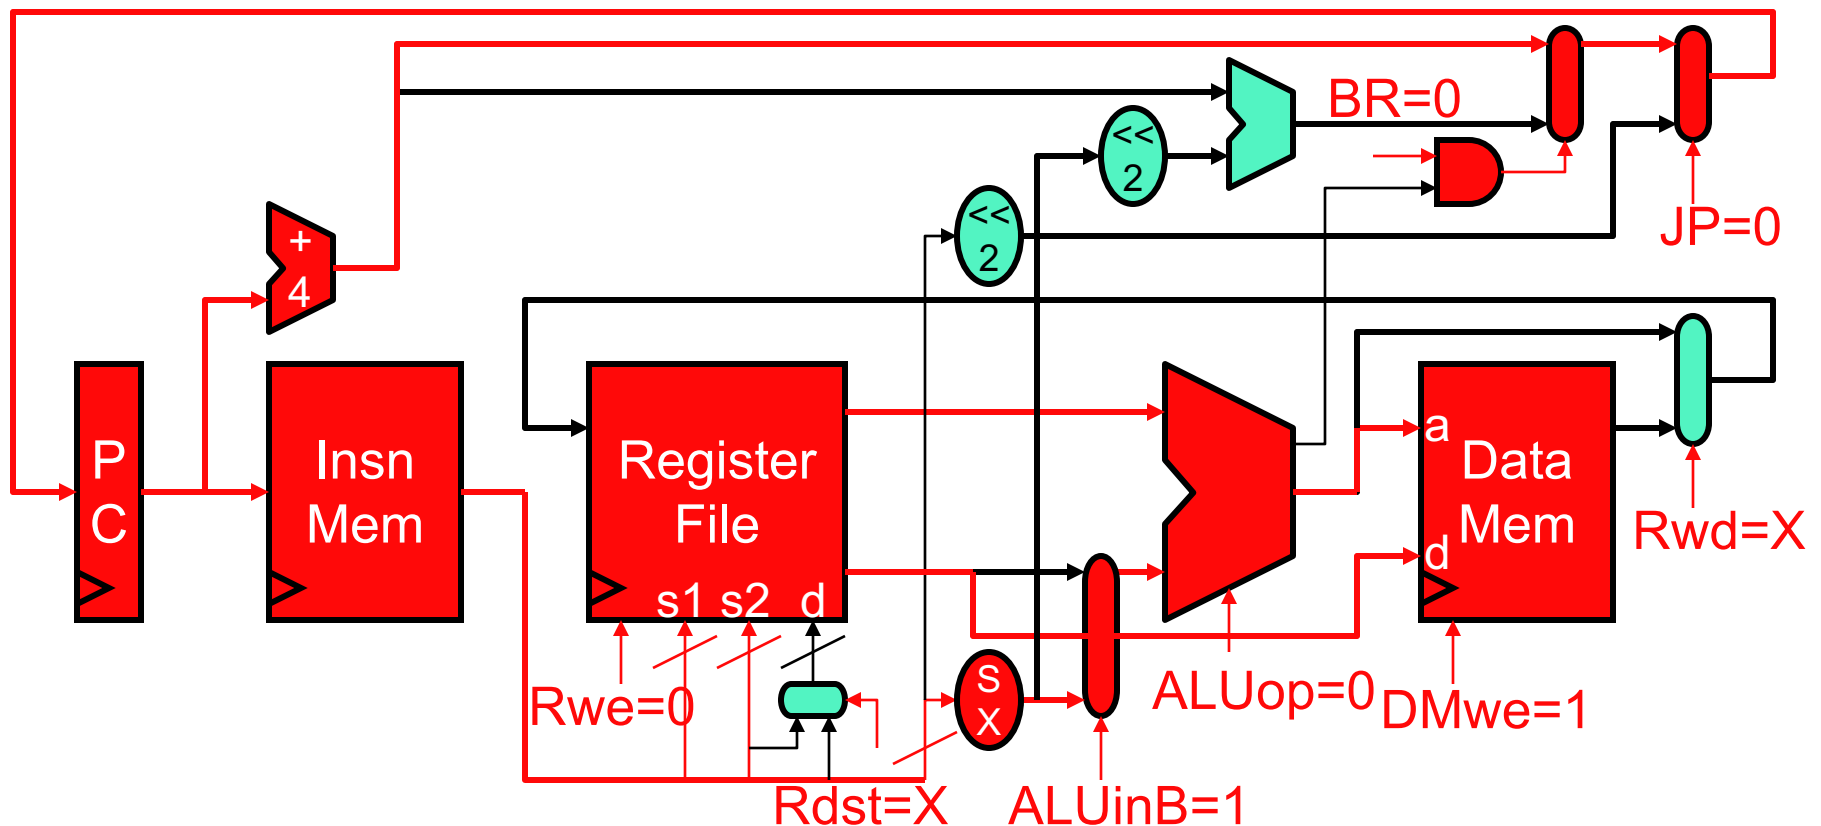 BR=0
<<
2
<<
2
JP=0
+
4
P
C
Insn
Mem
Register
File
s1 s2 d
a
Data
Mem
d
Rwd=X
S
X
Rwe=0
ALUop=0
DMwe=1
Rdst=X
ALUinB=1